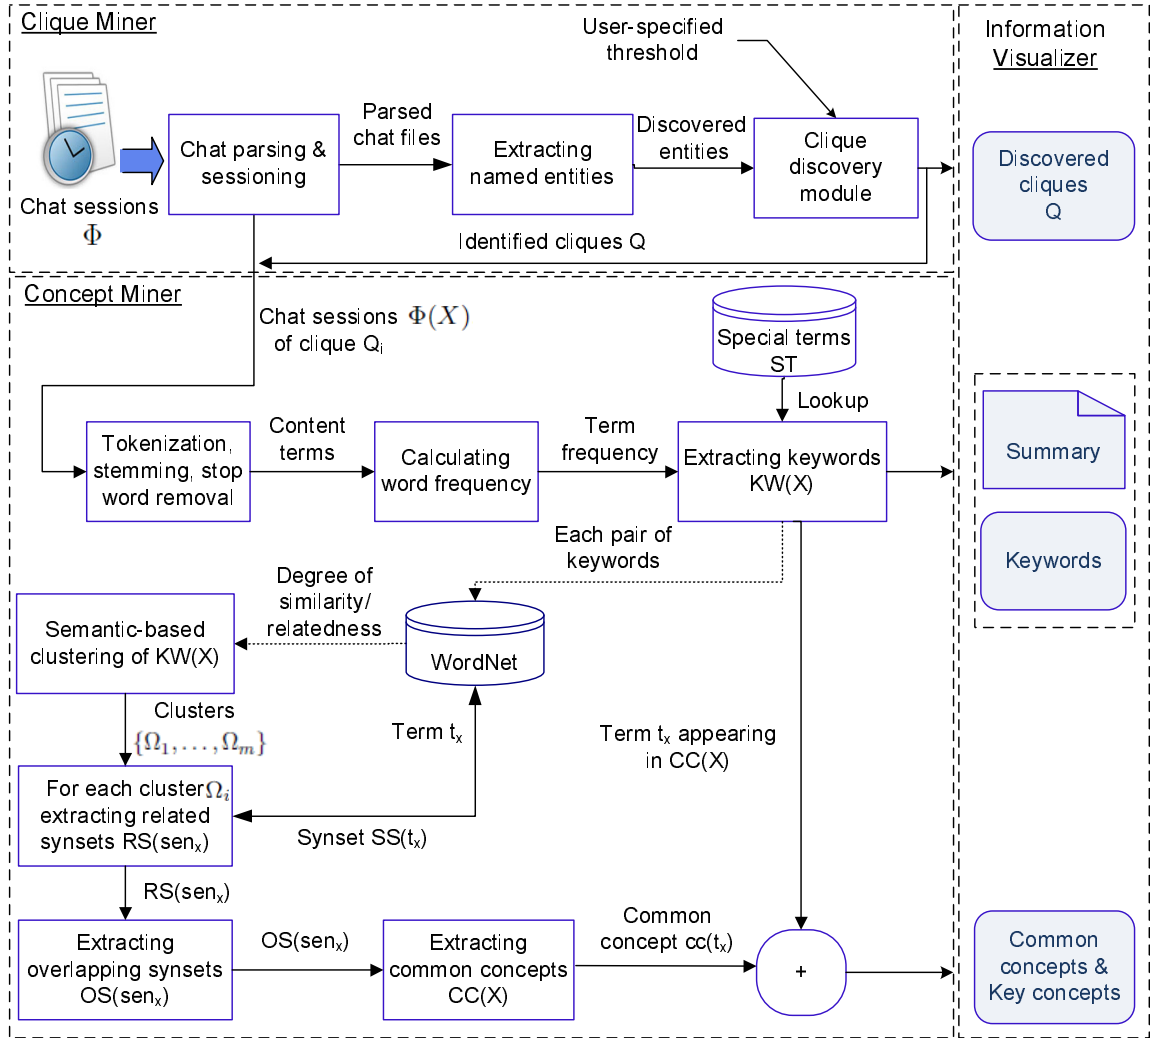 Clique Miner
User-specified
threshold
Information
Visualizer
Parsed
chat files
Discovered
entities
Chat parsing &
sessioning
Extracting
named entities
Clique
discovery
module
Discovered
cliques
Q
Chat sessions
Φ
Identified cliques Q
Concept Miner
Chat sessions Φ(X)
of clique Qi
Special terms
ST
Lookup
Content
terms
Term
frequency
Tokenization,
stemming, stop
word removal
Calculating
word frequency
Extracting keywords
KW(X)
Summary
Keywords
Each pair of
keywords
Degree of
similarity/
relatedness
Semantic-based
clustering of KW(X)
WordNet
Clusters
{Ω1, . . . , Ωm}
Term tx
Term tx appearing
in CC(X)
For each cluster Ωi
extracting related
synsets RS(senx)
Synset SS(tx)
RS(senx)
Extracting
overlapping synsets
OS(senx)
OS(senx)
Extracting
common concepts
CC(X)
Common
concept cc(tx)
+
Common
concepts &
Key concepts